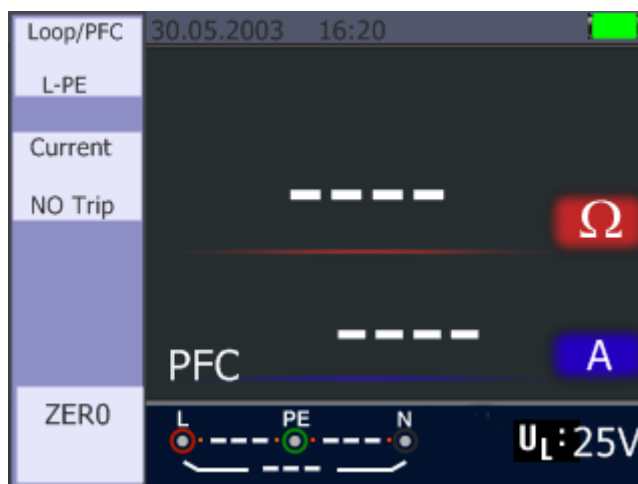 Loop/PFC
L-PE
Current
NO Trip
ZER0
30.05.2003 16:20
---- Ω
PFC ---- A
L --- PE --- N
---
UL:25V